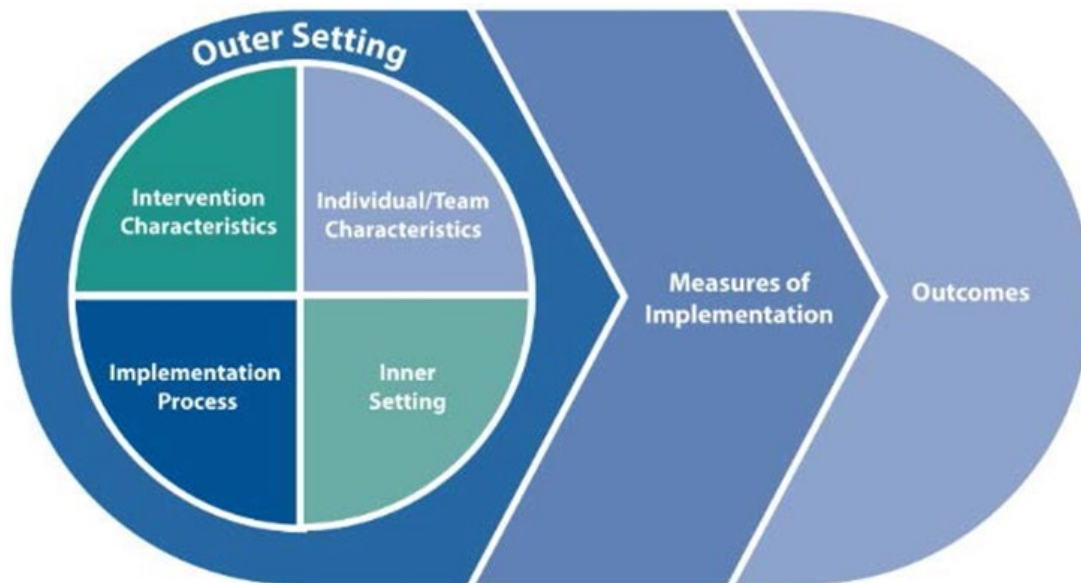 Outer Setting
Intervention
Characteristics
Individual/Team
Characteristics
Implementation
Process
Inner
Setting
Measures of
Implementation
Outcomes